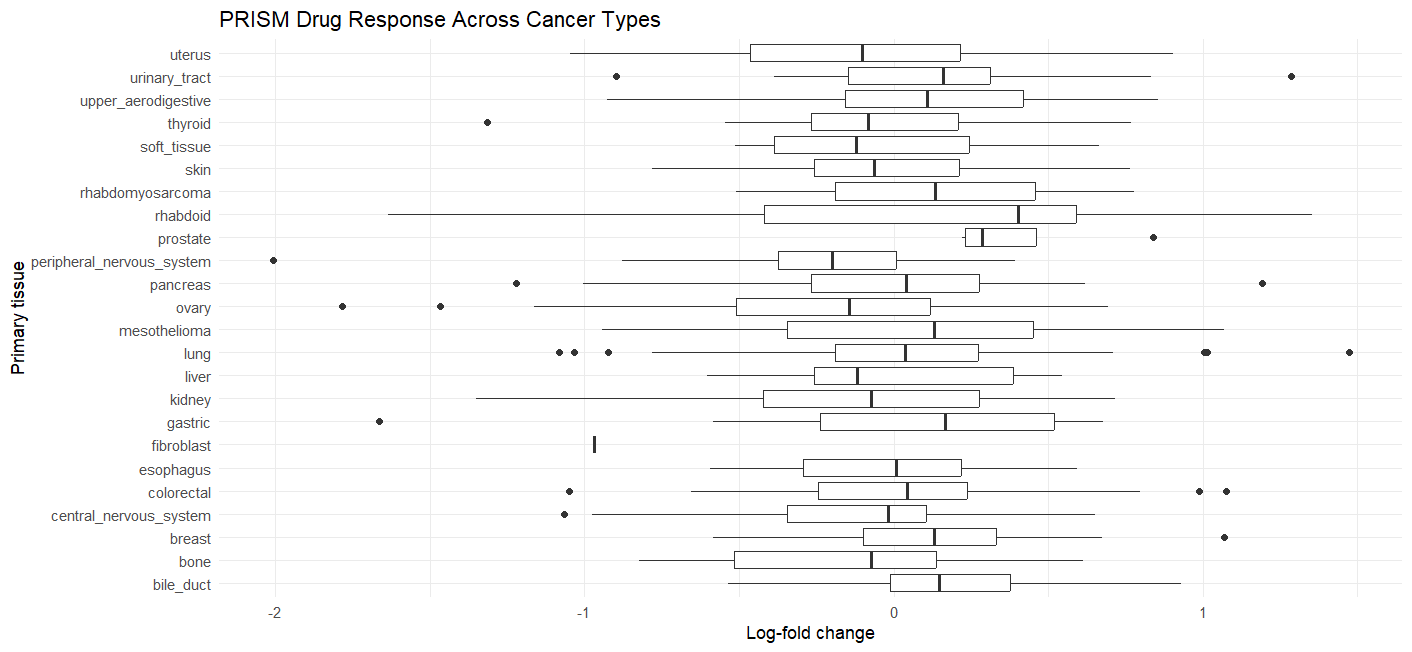 PRISM Drug Response Across Cancer Types
Primary tissue
uterus
urinary_tract
upper_aerodigestive
thyroid
soft_tissue
skin
rhabdomyosarcoma
rhabdoid
prostate
peripheral_nervous_system
pancreas
ovary
mesothelioma
lung
liver
kidney
gastric
fibroblast
esophagus
colorectal
central_nervous_system
breast
bone
bile_duct
-2 -1 0 1
Log-fold change